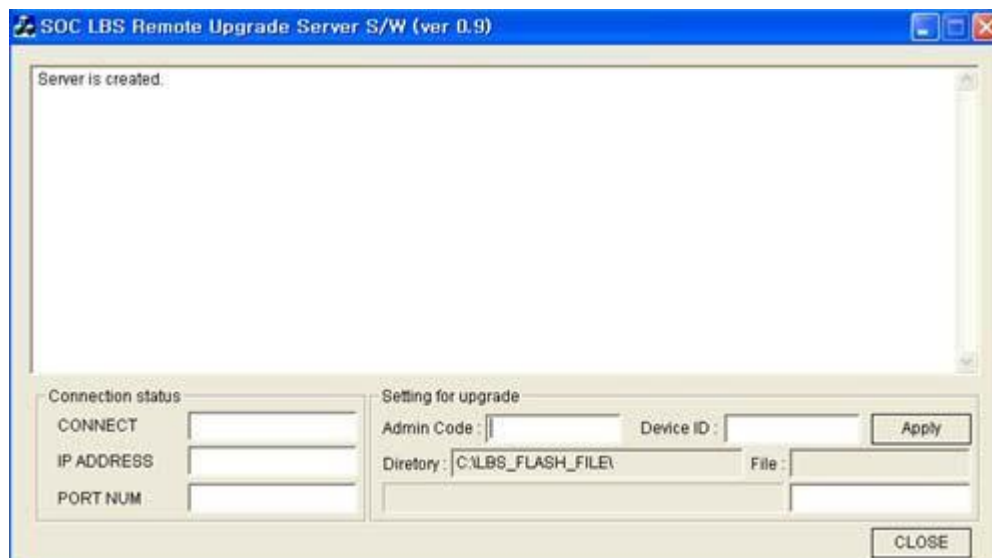 SOC LBS Remote Upgrade Server S/W (ver 0.9)
Server is created.
Connection status
CONNECT
IP ADDRESS
PORT NUM
Setting for upgrade
Admin Code : Device ID : Apply
Diretory : C:\LBS_FLASH_FILE\ File :
CLOSE